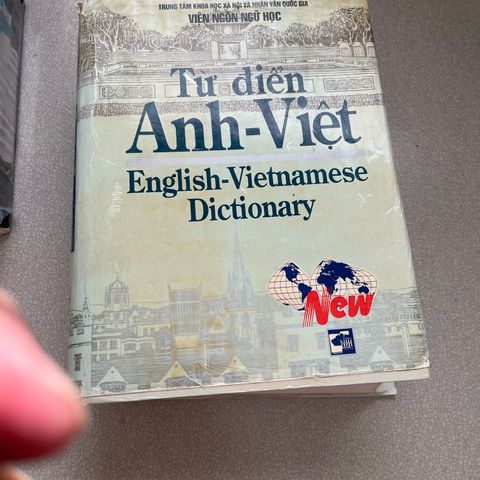 TRUNG TÂM KHOA HỌC XÃ HỘI VÀ NHÂN VĂN QUỐC GIA
VIỆN NGÔN NGỮ HỌC
Từ điển
Anh-Việt
English-Vietnamese
Dictionary
New